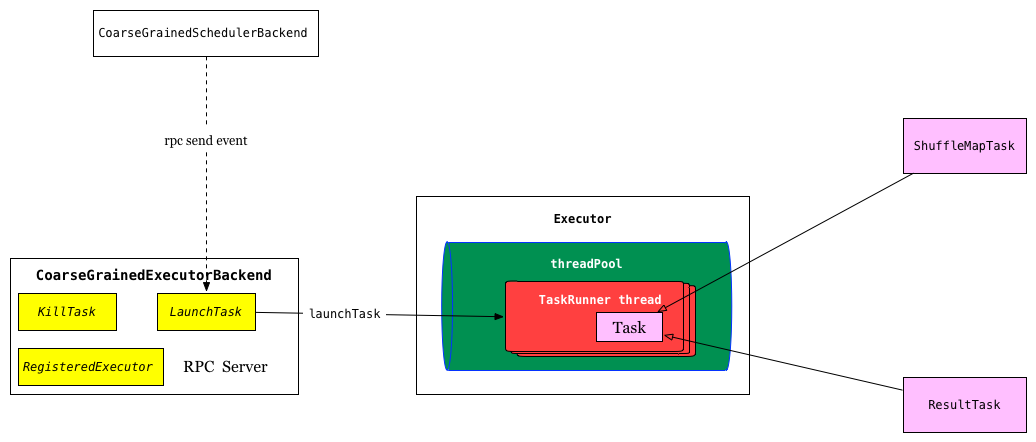 CoarseGrainedSchedulerBackend
rpc send event
ShuffleMapTask
Executor
threadPool
CoarseGrainedExecutorBackend
TaskRunner thread
KillTask
LaunchTask
launchTask
Task
RegisteredExecutor
RPC Server
ResultTask